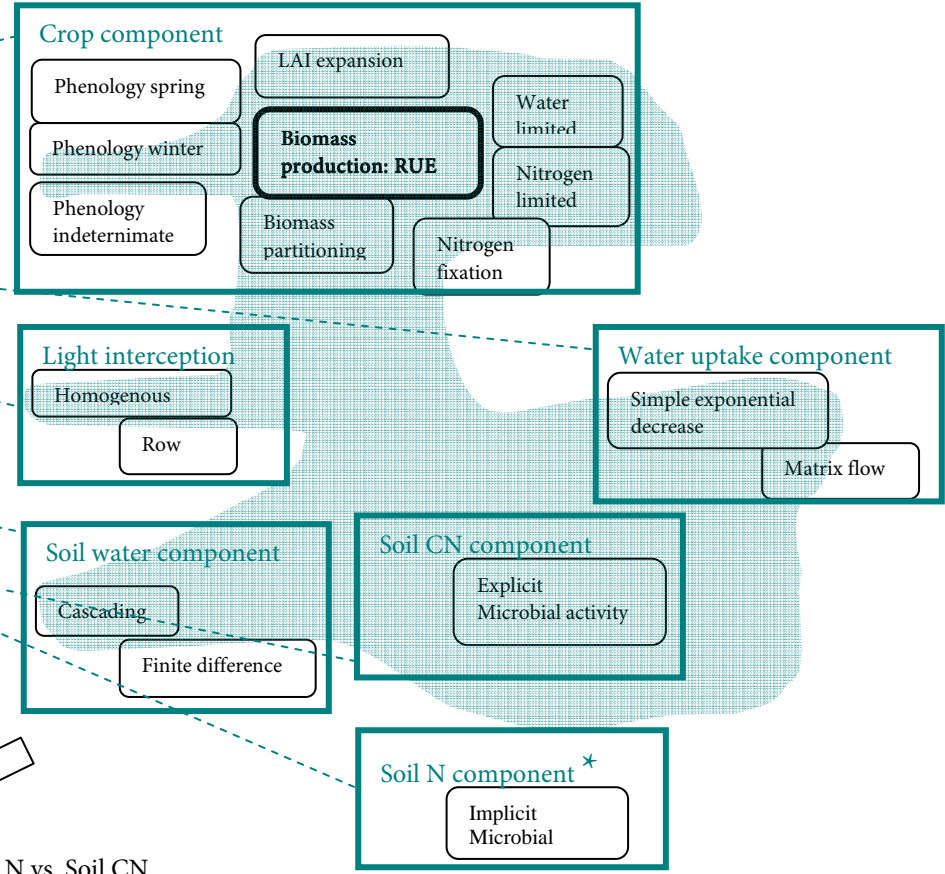 Crop component
LAI expansion
Phenology spring
Water
limited
Phenology winter
Biomass
production: RUE
Nitrogen
limited
Phenology
indeternimate
Biomass
partitioning
Nitrogen
fixation
Light interception
Homogenous
Row
Water uptake component
Simple exponential
decrease
Matrix flow
Soil water component
Cascading
Finite difference
Soil CN component
Explicit
Microbial activity
Soil N component *
Implicit
Microbial
N vs. Soil CN